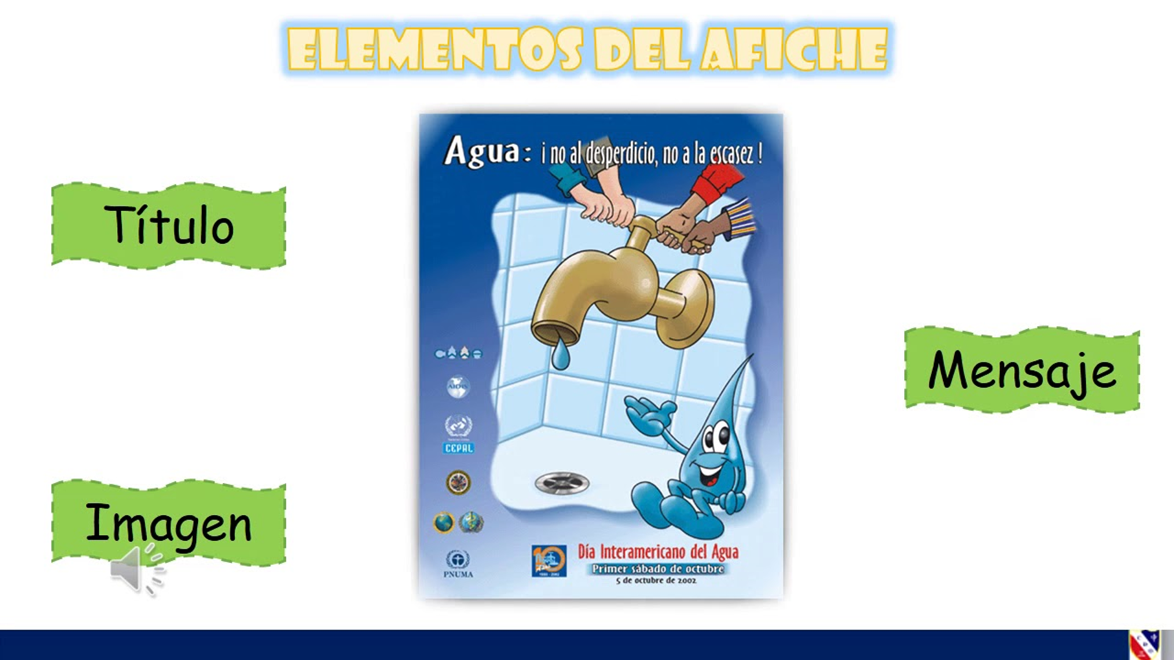 ELEMENTOS DEL AFICHE
Agua: ¡ no al desperdicio, no a la escasez !
Título
Mensaje
CEPAL
Imagen
PNUMA
Día Interamericano del Agua
Primer sábado de octubre
5 de octubre de 2002